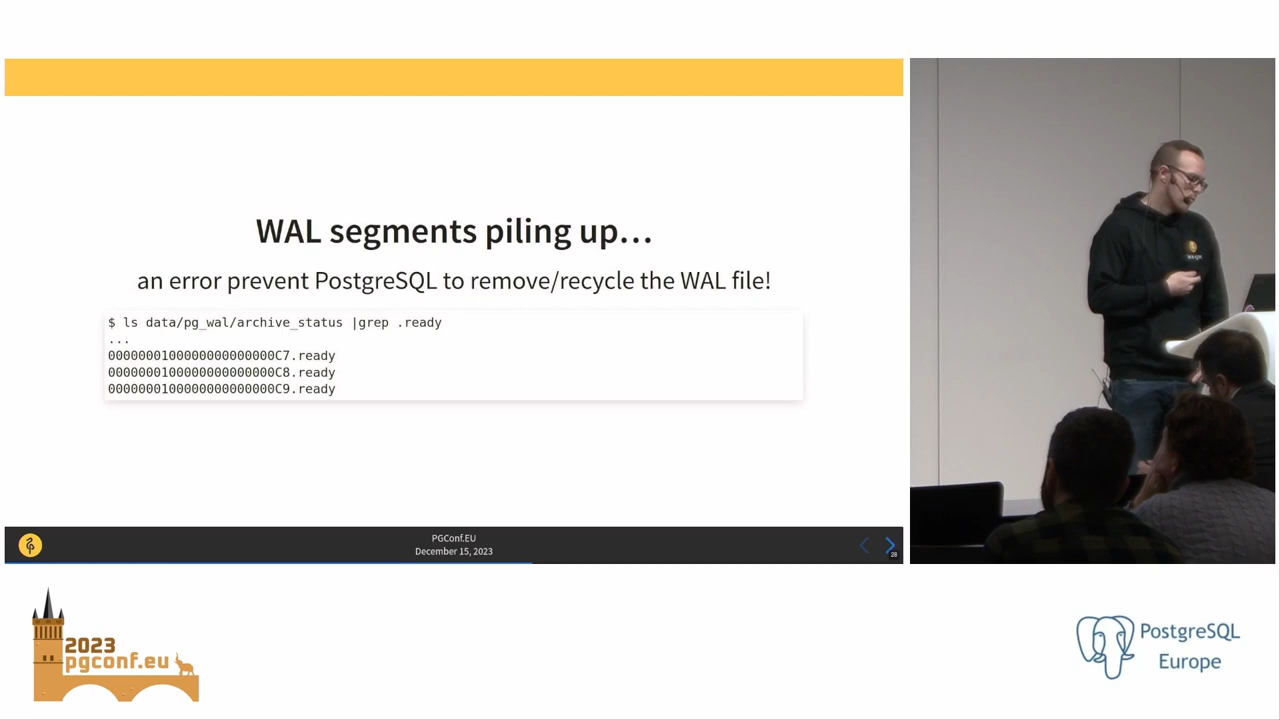 WAL segments piling up...
an error prevent PostgreSQL to remove/recycle the WAL file!
$ ls data/pg_wal/archive_status |grep .ready
...
0000000100000000000000C7.ready
0000000100000000000000C8.ready
0000000100000000000000C9.ready
PGConf.EU
December 15, 2023
28
2023
pgconf.eu
PostgreSQL
Europe